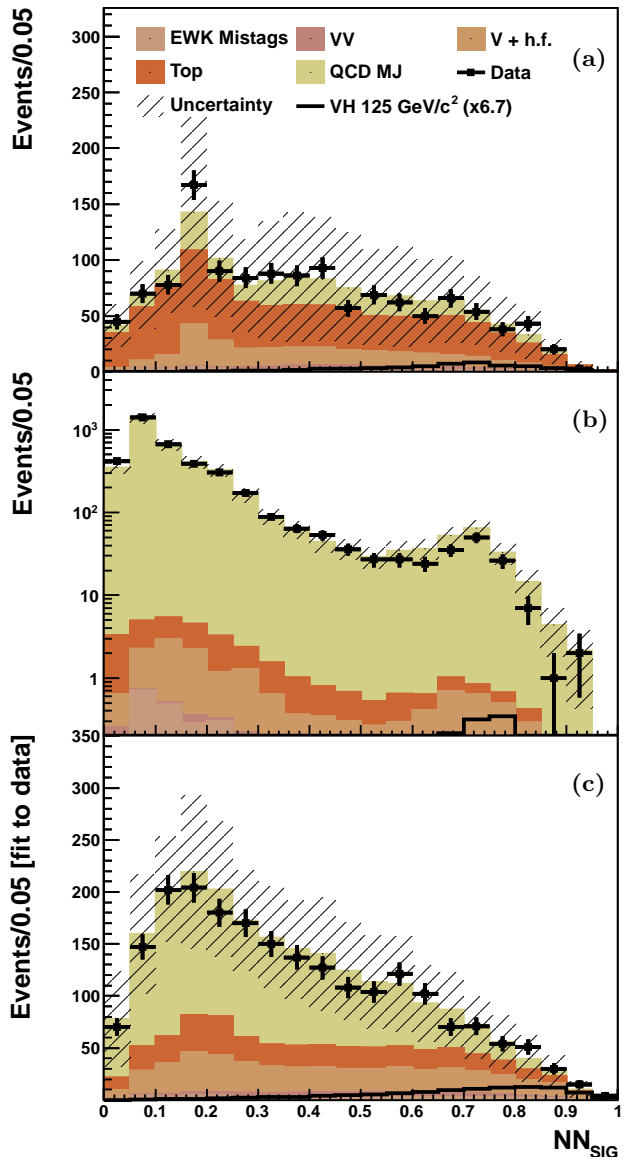 EWK Mistags VV V + h.f.
Top QCD MJ Data
Uncertainty VH 125 GeV/c² (x6.7)
(a)
Events/0.05
300
250
200
150
100
50
0
(b)
Events/0.05
10³
10²
10
1
(c)
Events/0.05 [fit to data]
350
300
250
200
150
100
50
0 0.1 0.2 0.3 0.4 0.5 0.6 0.7 0.8 0.9 1
NN_SIG